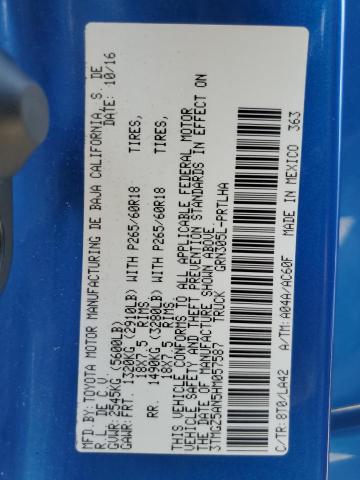 MFD.BY:TOYOTA MOTOR MANUFACTURING DE BAJA CALIFORNIA, S. DE
R.L. DE C.V. DATE: 10/16
GVWR: 2545KG (5600LB)
GAWR: FRT. 1320KG (2910LB) WITH P265/60R18 TIRES,
18X7.5 RIMS,
RR. 1490KG (3280LB) WITH P265/60R18 TIRES,
18X7.5 RIMS.
THIS VEHICLE CONFORMS TO ALL APPLICABLE FEDERAL MOTOR
VEHICLE SAFETY AND THEFT PREVENTION STANDARDS IN EFFECT ON
THE DATE OF MANUFACTURE SHOWN ABOVE.
3TMGZ5AN5HM057587 TRUCK GRN305L-PRTLHA
C/TR:8T0/LA42 A/TM:A04A/AC60F MADE IN MEXICO 363